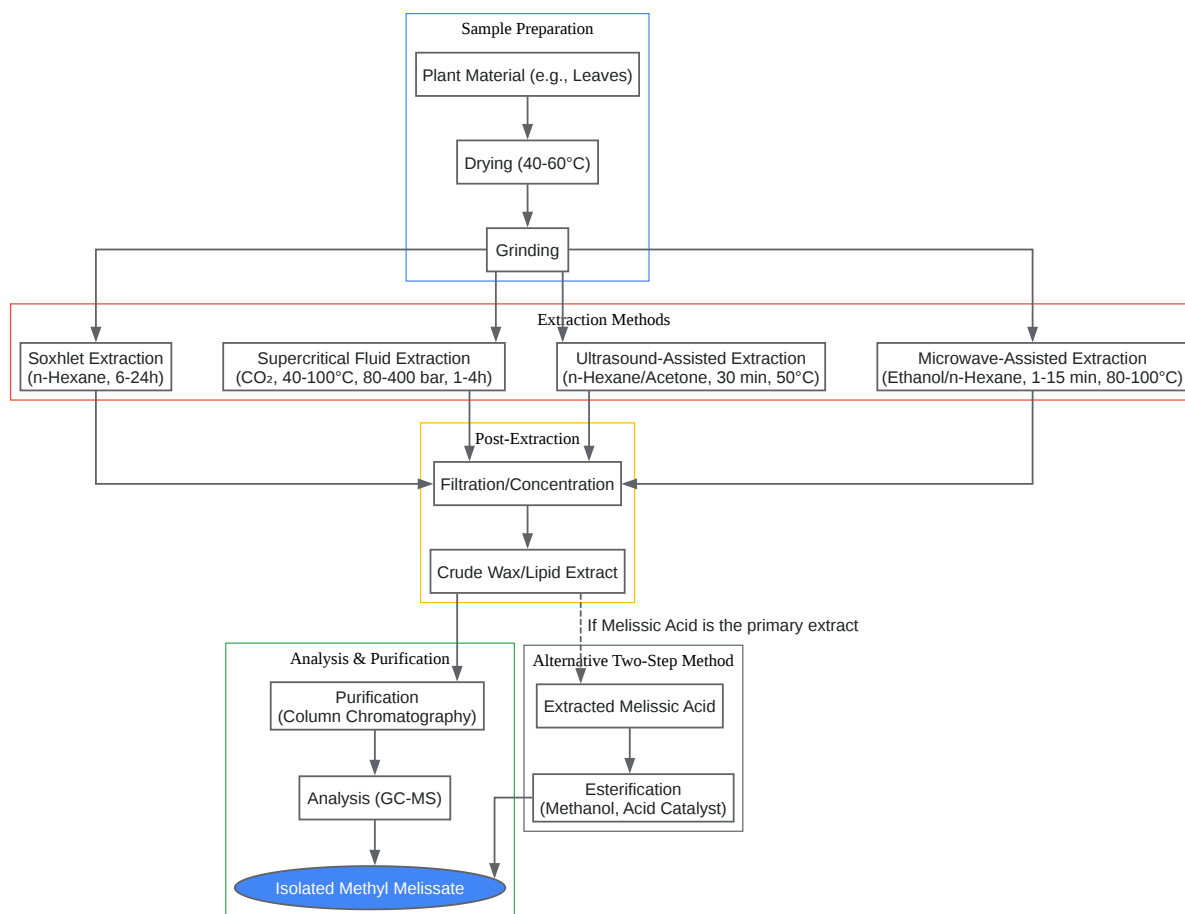 Sample Preparation
Plant Material (e.g., Leaves)
Drying (40-60°C)
Grinding
Extraction Methods
Soxhlet Extraction
(n-Hexane, 6-24h)
Supercritical Fluid Extraction
(CO₂, 40-100°C, 80-400 bar, 1-4h)
Ultrasound-Assisted Extraction
(n-Hexane/Acetone, 30 min, 50°C)
Microwave-Assisted Extraction
(Ethanol/n-Hexane, 1-15 min, 80-100°C)
Post-Extraction
Filtration/Concentration
Crude Wax/Lipid Extract
If Melissic Acid is the primary extract
Analysis & Purification
Purification
(Column Chromatography)
Analysis (GC-MS)
Alternative Two-Step Method
Extracted Melissic Acid
Esterification
(Methanol, Acid Catalyst)
Isolated Methyl Melissate